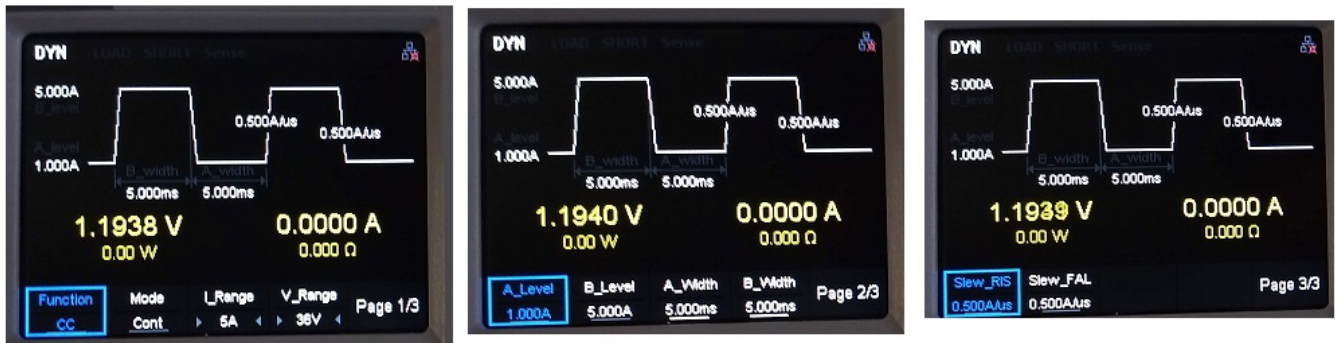 DYN LOAD SHORT Sense
5.000A
B_level
0.500A/us
0.500A/us
A_level
1.000A
B_width A_width
5.000ms 5.000ms
1.1938 V 0.0000 A
0.00 W 0.000 Ω
Function Mode I_Range V_Range Page 1/3
CC Cont 5A 36V
DYN LOAD SHORT Sense
5.000A
B_level
0.500A/us
0.500A/us
A_level
1.000A
B_width A_width
5.000ms 5.000ms
1.1940 V 0.0000 A
0.00 W 0.000 Ω
A_Level B_Level A_Width B_Width Page 2/3
1.000A 5.000A 5.000ms 5.000ms
DYN LOAD SHORT Sense
5.000A
B_level
0.500A/us
0.500A/us
A_level
1.000A
B_width A_width
5.000ms 5.000ms
1.1939 V 0.0000 A
0.00 W 0.000 Ω
Slew_RIS Slew_FAL Page 3/3
0.500A/us 0.500A/us